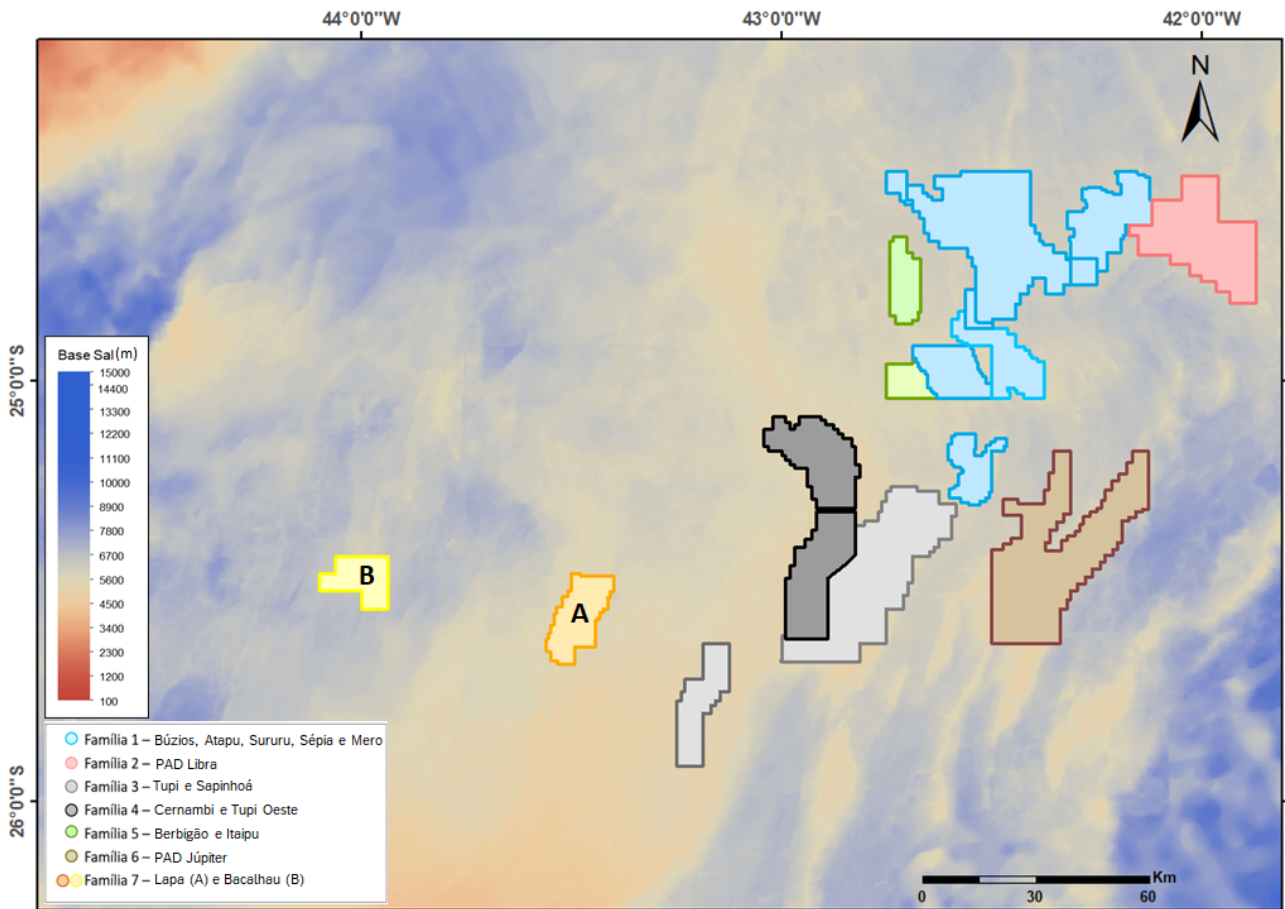 44°0'0"W
43°0'0"W
42°0'0"W
N
25°0'0"S
26°0'0"S
Base Sal(m)
15000
14400
13300
12200
11100
10000
8900
7800
6700
5600
4500
3400
2300
1200
100
B
A
Família 1 – Búzios, Atapu, Sururu, Sépia e Mero
Família 2 – PAD Libra
Família 3 – Tupi e Sapinhoá
Família 4 – Cernambi e Tupi Oeste
Família 5 – Berbigão e Itaipu
Família 6 – PAD Júpiter
Família 7 – Lapa (A) e Bacalhau (B)
Km
0 30 60